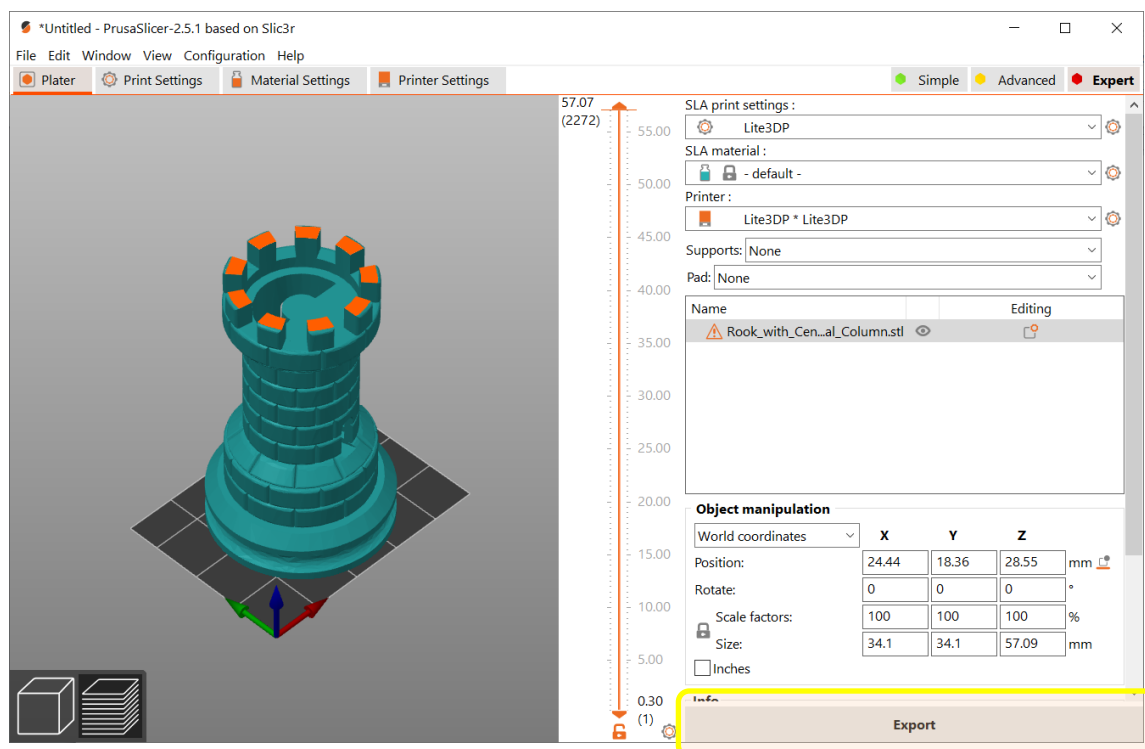 *Untitled - PrusaSlicer-2.5.1 based on Slic3r
File Edit Window View Configuration Help
Plater Print Settings Material Settings Printer Settings Simple Advanced Expert
57.07
(2272)
55.00
50.00
45.00
40.00
35.00
30.00
25.00
20.00
15.00
10.00
5.00
0.30
(1)
SLA print settings :
Lite3DP
SLA material :
- default -
Printer :
Lite3DP * Lite3DP
Supports: None
Pad: None
Name Editing
Rook_with_Cen...al_Column.stl
Object manipulation
World coordinates X Y Z
Position: 24.44 18.36 28.55 mm
Rotate: 0 0 0 °
Scale factors: 100 100 100 %
Size: 34.1 34.1 57.09 mm
Inches
Info
Export